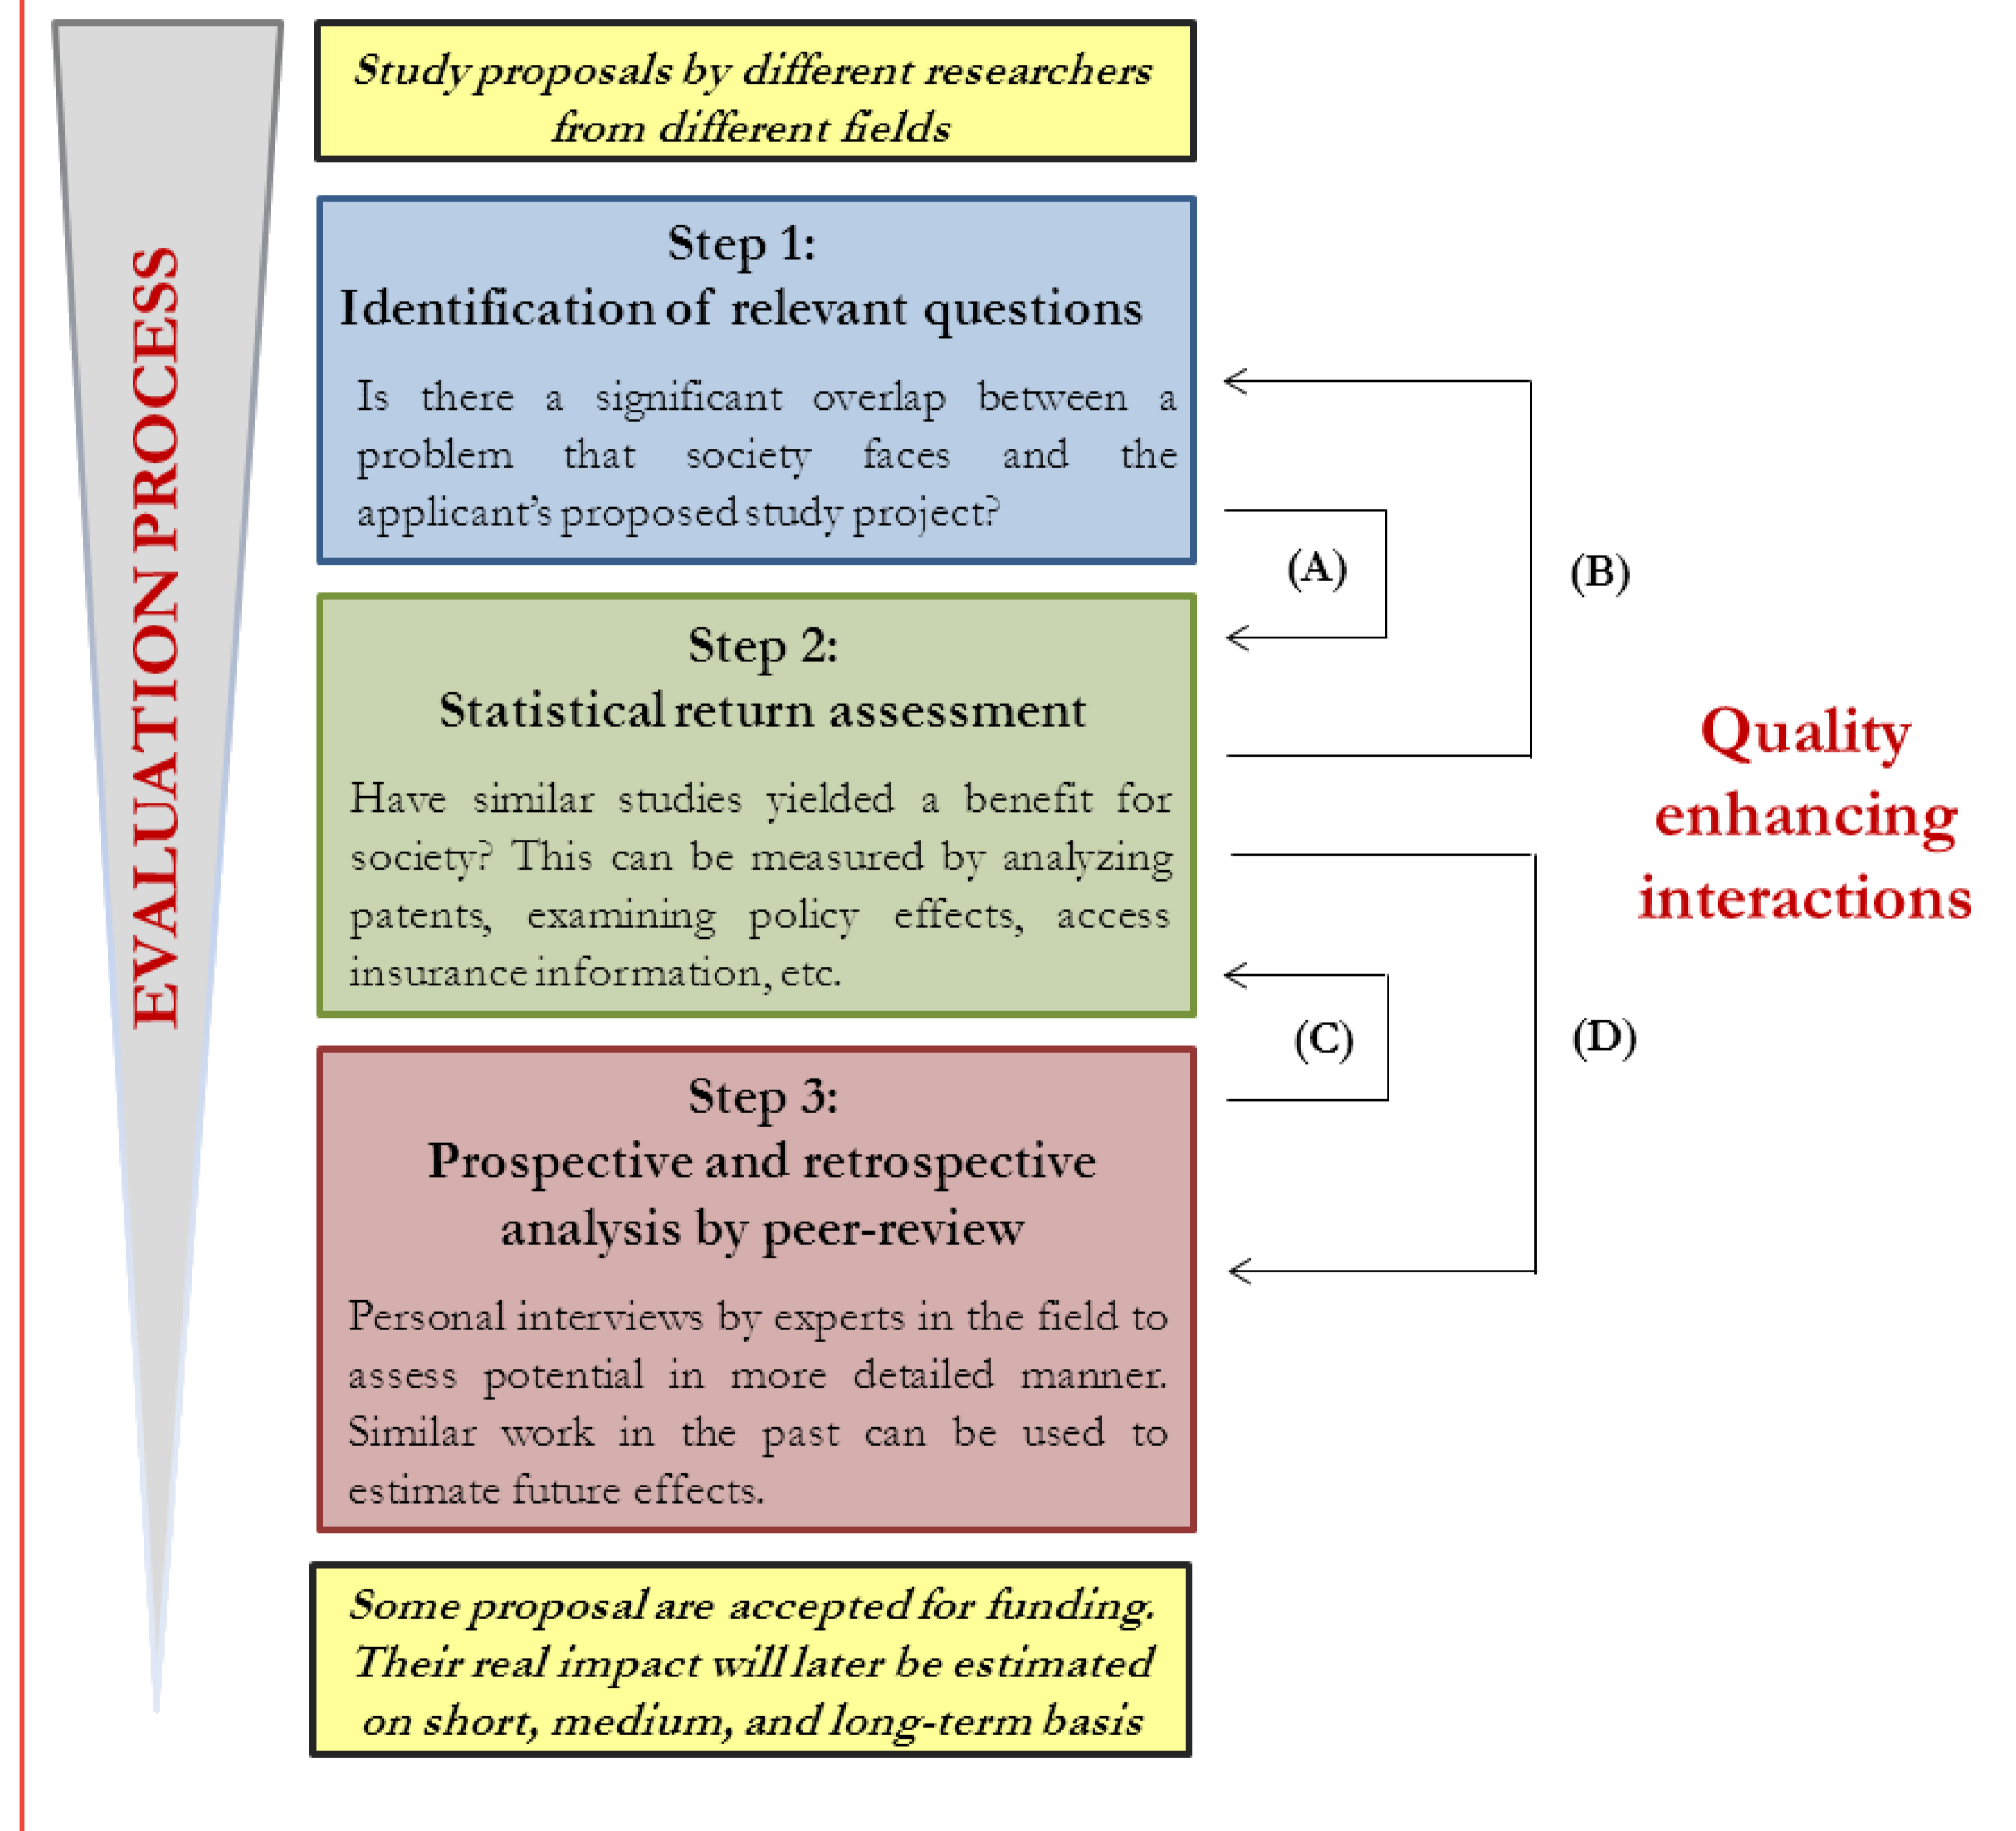 EVALUATION PROCESS
Study proposals by different researchers
from different fields
Step 1:
Identification of relevant questions
Is there a significant overlap between a
problem that society faces and the
applicant's proposed study project?
(A)
(B)
Step 2:
Statistical return assessment
Have similar studies yielded a benefit for
society? This can be measured by analyzing
patents, examining policy effects, access
insurance information, etc.
Quality
enhancing
interactions
(C)
(D)
Step 3:
Prospective and retrospective
analysis by peer-review
Personal interviews by experts in the field to
assess potential in more detailed manner.
Similar work in the past can be used to
estimate future effects.
Some proposal are accepted for funding.
Their real impact will later be estimated
on short, medium, and long-term basis